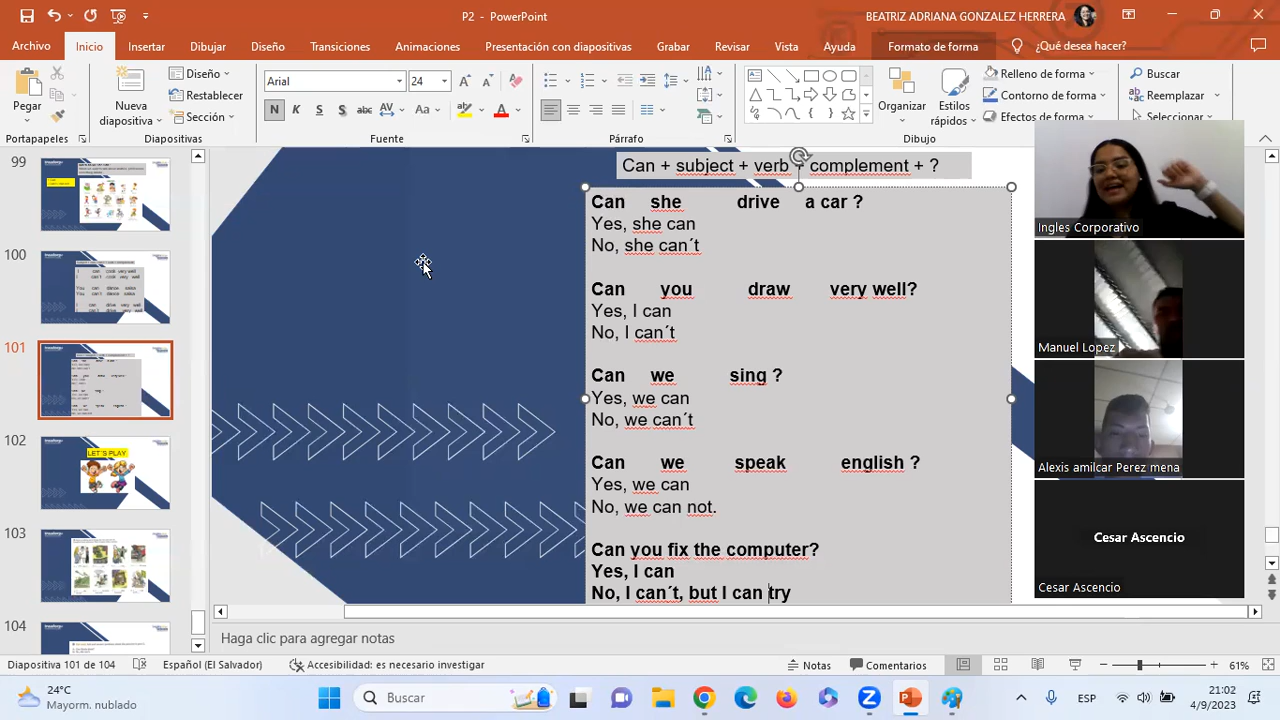 P2 - PowerPoint
BEATRIZ ADRIANA GONZALEZ HERRERA
Archivo Inicio Insertar Dibujar Diseño Transiciones Animaciones Presentación con diapositivas Grabar Revisar Vista Ayuda Formato de forma ¿Qué desea hacer?
Pegar
Nueva diapositiva
Diseño
Restablecer
Sección
Arial 24
N K S abc AV Aa A
Organizar
Estilos rápidos
Relleno de forma
Contorno de forma
Efectos de forma
Buscar
Reemplazar
Seleccionar
Portapapeles Diapositivas Fuente Párrafo Dibujo
99
100
101
102
LET'S PLAY
103
104
Can + subject + verb + complement + ?
Can she drive a car ?
Yes, she can
No, she can´t
Can you draw very well?
Yes, I can
No, I can´t
Can we sing ?
Yes, we can
No, we can´t
Can we speak english ?
Yes, we can
No, we can not.
Can you fix the computer?
Yes, I can
No, I can´t, but I can try
Ingles Corporativo
Manuel Lopez
Alexis amilcar Perez mena
Cesar Ascencio
Cesar Ascencio
Haga clic para agregar notas
Diapositiva 101 de 104 Español (El Salvador) Accesibilidad: es necesario investigar Notas Comentarios 61%
24°C
Mayorm. nublado
Buscar
ESP
21:02
4/9/2023